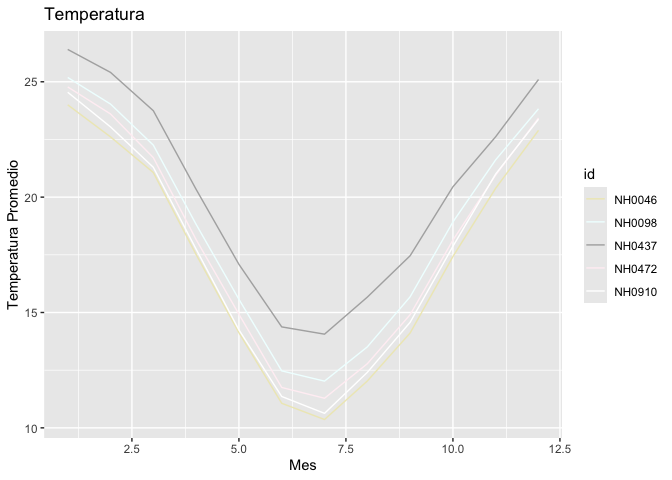 Temperatura
Temperatura Promedio
25
20
15
10
2.5
5.0
7.5
10.0
12.5
Mes
id
NH0046
NH0098
NH0437
NH0472
NH0910